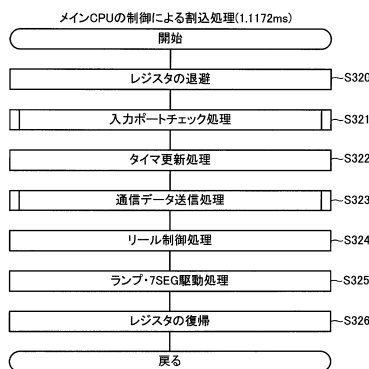 メインCPUの制御による割込処理(1.1172ms)
開始
レジスタの退避 S320
入力ポートチェック処理 S321
タイマ更新処理 S322
通信データ送信処理 S323
リール制御処理 S324
ランプ・7SEG駆動処理 S325
レジスタの復帰 S326
戻る